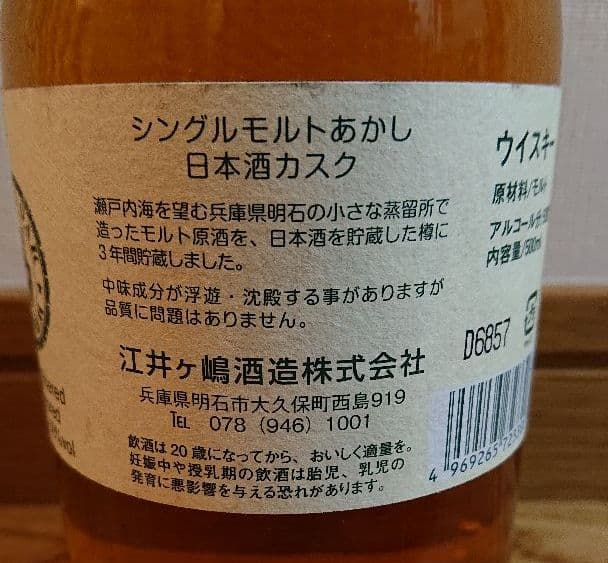 シングルモルトあかし
日本酒カスク
瀬戸内海を望む兵庫県明石の小さな蒸留所で
造ったモルト原酒を、日本酒を貯蔵した樽に
3年間貯蔵しました。
中味成分が浮遊・沈殿する事がありますが
品質に問題はありません。
江井ヶ嶋酒造株式会社
兵庫県明石市大久保町西島919
TEL 078 (946) 1001
飲酒は20歳になってから、おいしく適量を。
妊娠中や授乳期の飲酒は胎児、乳児の
発育に悪影響を与える恐れがあります。
ウイスキー
原材料/モルト
アルコール分
内容量/500ml
D6857
4 969265